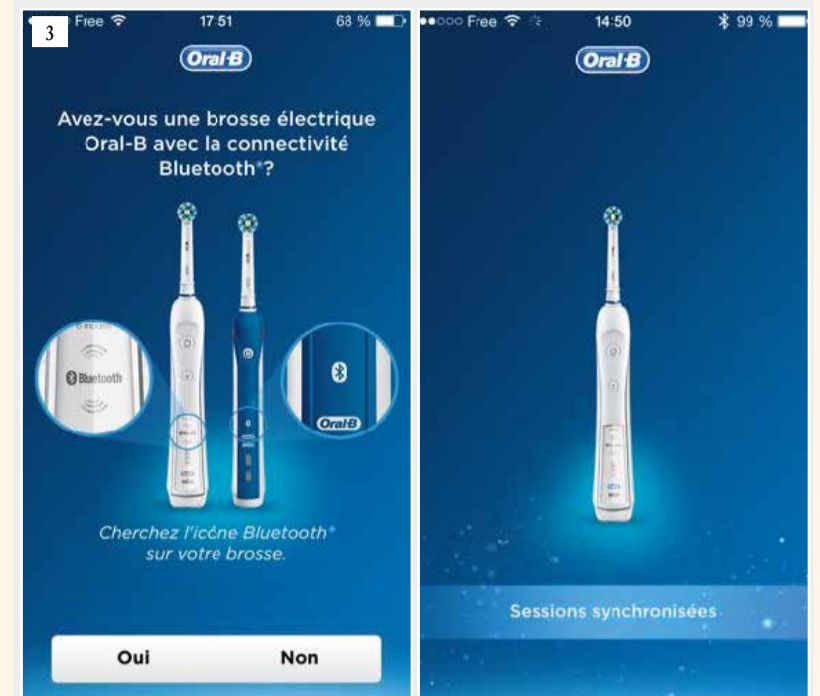 3
Free
17:51
68 %
Oral-B
Avez-vous une brosse électrique
Oral-B avec la connectivité
Bluetooth®?
Bluetooth
Oral-B
Cherchez l'icône Bluetooth®
sur votre brosse.
Oui
Non
Free
14:50
99 %
Oral-B
Sessions synchronisées